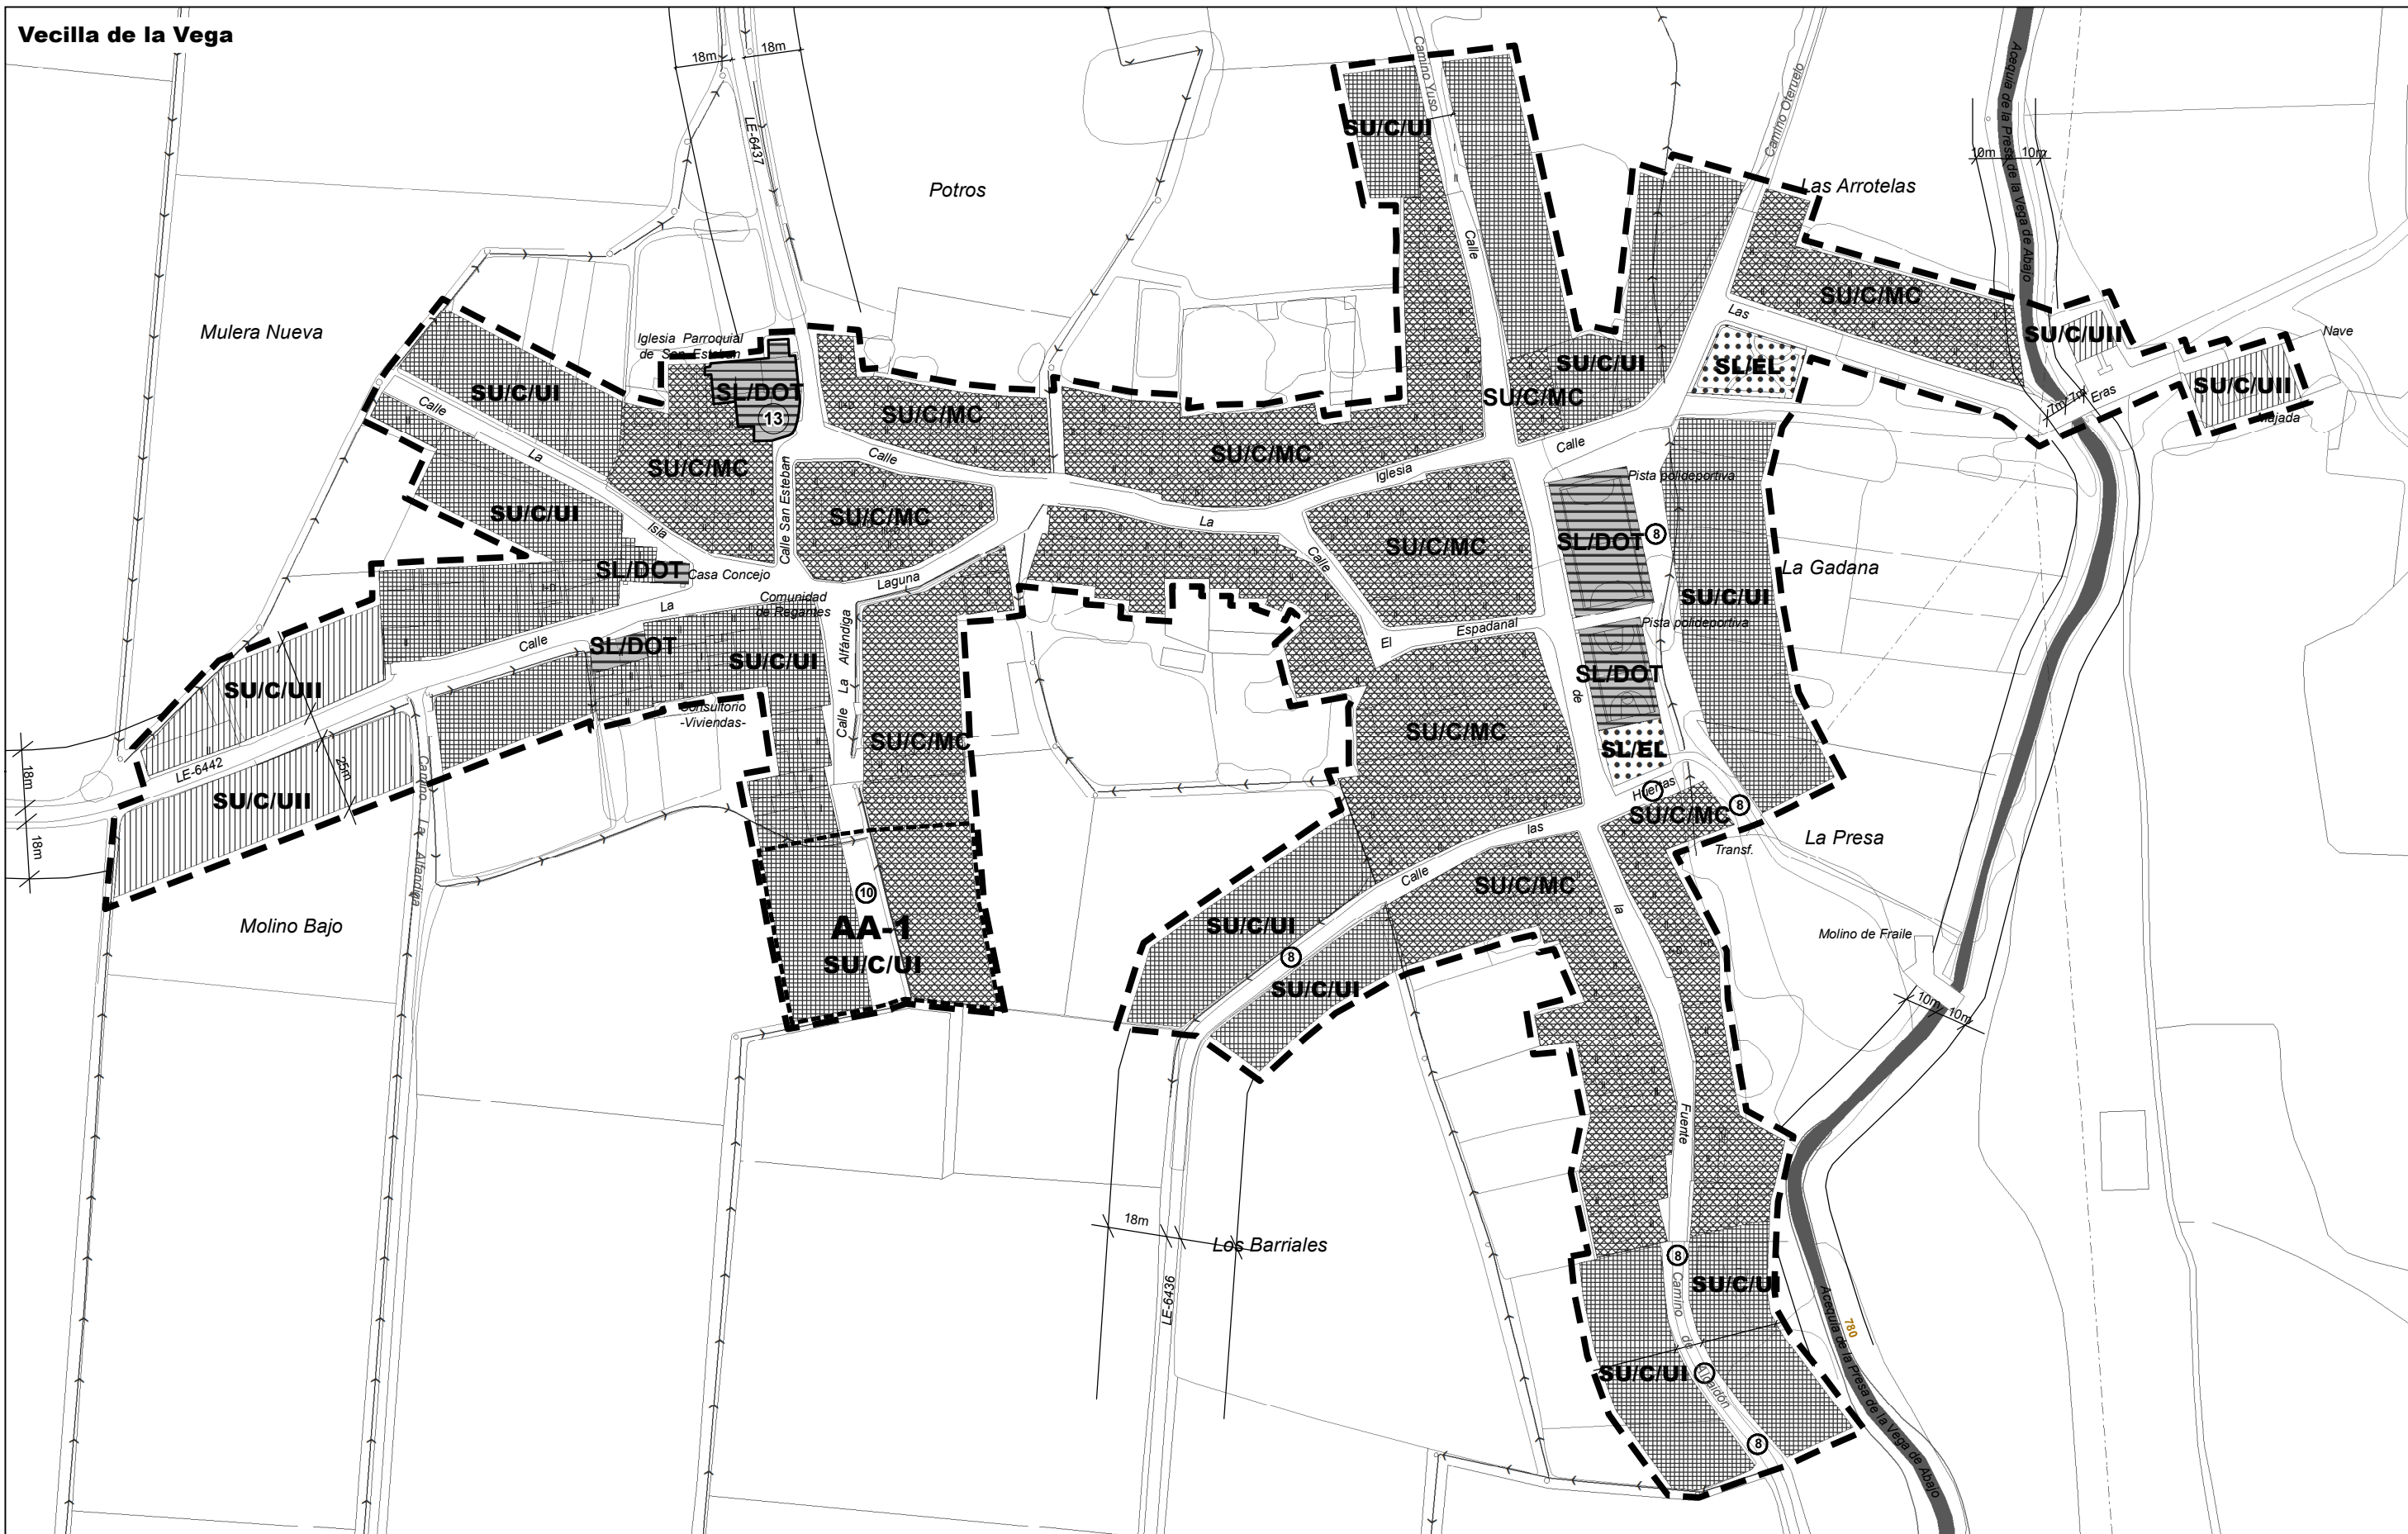 Vecilla de la Vega
18m
18m
LE-6437
Camino Yuso
Camino Oteruelo
Acequia de la Presa de la Vega de Abajo
10m
10m
SU/C/UI
Potros
Las Arrotelas
Calle
SU/C/MC
Las
SU/C/UII
Nave
Mulera Nueva
Iglesia Parroquial
de San Esteban
SL/DOT
13
SU/C/UI
SU/C/UI
SL/EL
SU/C/UII
7m
7m
Eras
Majada
SU/C/MC
SU/C/MC
Calle
La
Isla
SU/C/MC
Calle San Esteban
Calle
SU/C/MC
Iglesia
Calle
Pista polideportiva
SU/C/UI
SU/C/MC
La
Calle
SU/C/MC
SL/DOT
8
La Gadana
SL/DOT
Casa Concejo
Laguna
SU/C/UI
La
Comunidad
de Regantes
Calle
SL/DOT
SU/C/UI
Calle La Alfándiga
El
Espadanal
Pista polideportiva
SL/DOT
de
SU/C/UII
Consultorio
-Viviendas-
SU/C/MC
SU/C/MC
SL/EL
18m
LE-6442
25m
SU/C/UII
18m
Camino La Alfandiga
Huertas
SU/C/MC
8
las
La Presa
Transf.
Calle
SU/C/MC
la
10
AA-1
SU/C/UI
Molino Bajo
SU/C/UI
8
SU/C/UI
Molino de Fraile
10m
10m
Fuente
18m
Los Barriales
LE-6436
8
Camino de
SU/C/UI
780
SU/C/UI
8
Acequia de la Presa de la Vega de Abajo